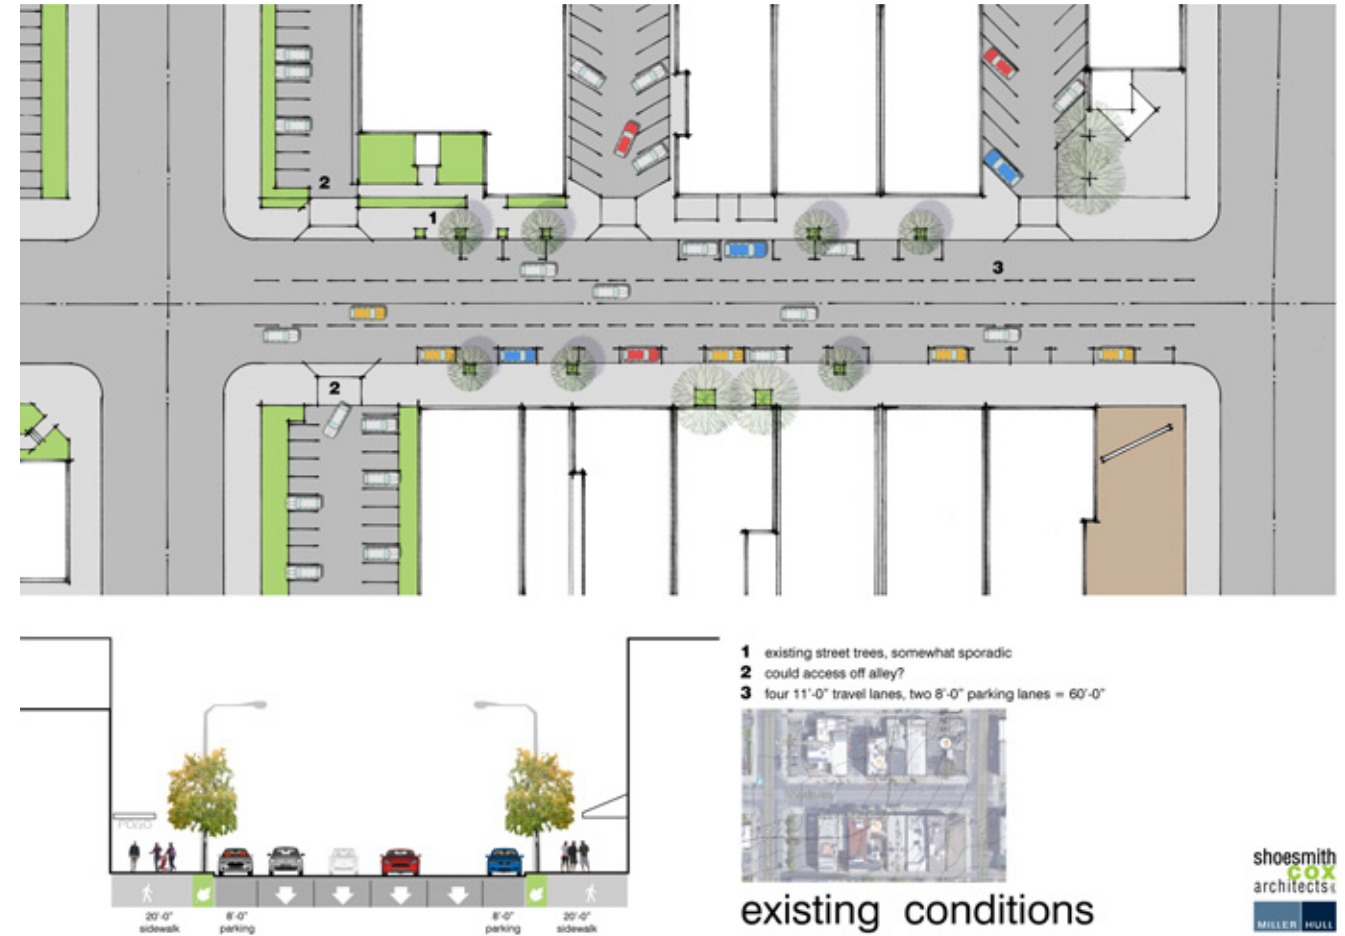 2
1
3
2
1 existing street trees, somewhat sporadic
2 could access off alley?
3 four 11'-0" travel lanes, two 8'-0" parking lanes = 60'-0"
20'-0"
sidewalk
8'-0"
parking
8'-0"
parking
20'-0"
sidewalk
existing conditions
shoesmith
cox
architects
MILLER HULL